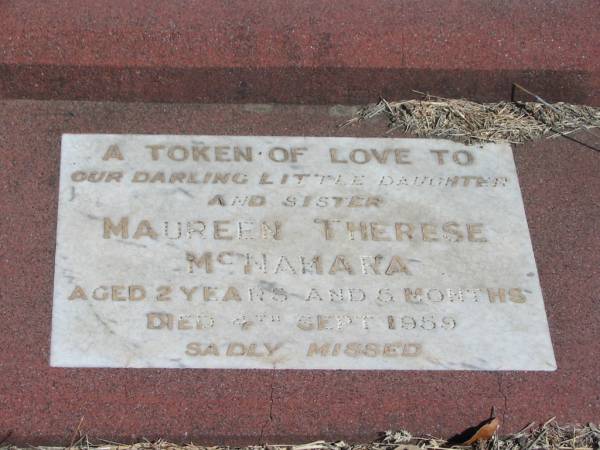 A TOKEN OF LOVE TO
OUR DARLING LITTLE DAUGHTER
AND SISTER
MAUREEN THERESE
McNAMARA
AGED 2 YEARS AND 5 MONTHS
DIED 4TH SEPT 1959
SADLY MISSED